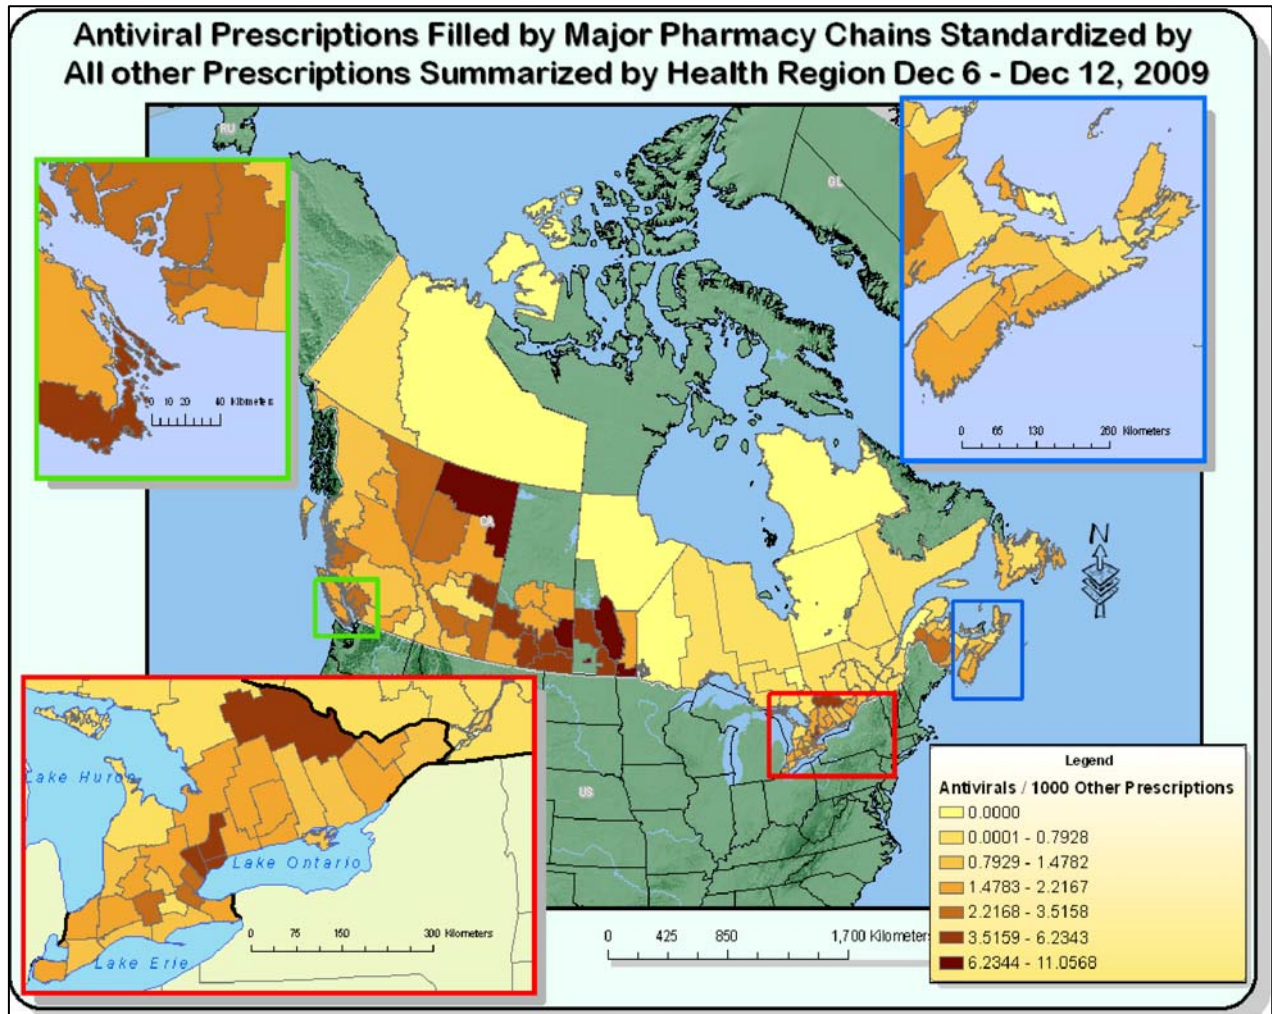 Antiviral Prescriptions Filled by Major Pharmacy Chains Standardized by
All other Prescriptions Summarized by Health Region Dec 6 - Dec 12, 2009
RU
GL
0 10 20 40 Kilometers
0 65 130 260 Kilometers
CA
N
US
Lake Huron
Lake Ontario
Lake Erie
0 75 150 300 Kilometers
0 425 850 1,700 Kilometers
Legend
Antivirals / 1000 Other Prescriptions
0.0000
0.0001 - 0.7928
0.7929 - 1.4782
1.4783 - 2.2167
2.2168 - 3.5158
3.5159 - 6.2343
6.2344 - 11.0568